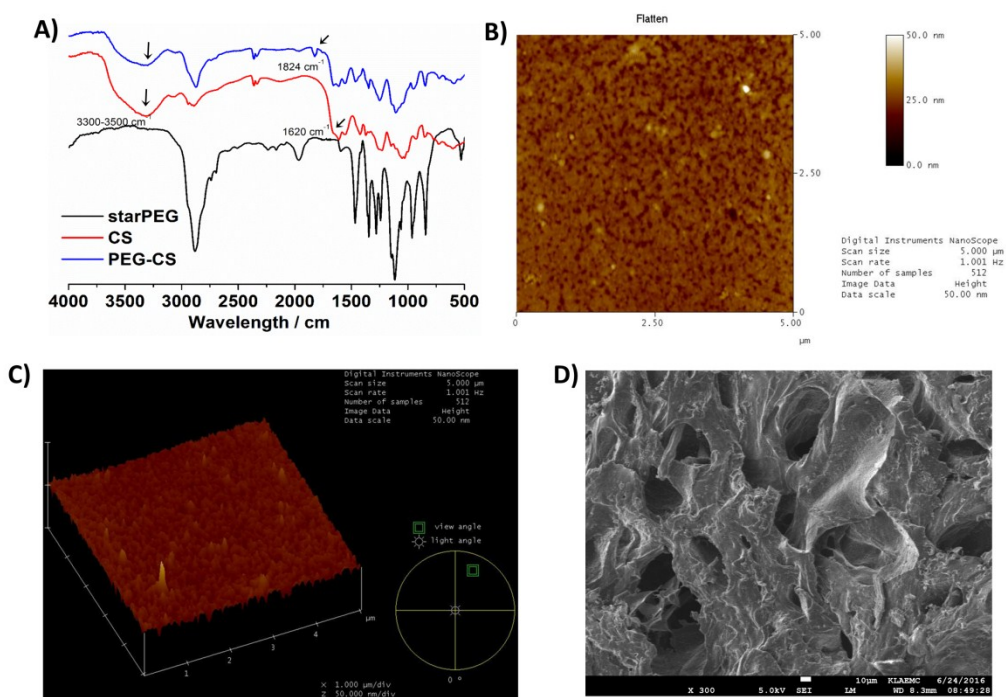 A)
1824 cm-1
3300-3500 cm-1
1620 cm-1
starPEG
CS
PEG-CS
4000 3500 3000 2500 2000 1500 1000 500
Wavelength / cm
B)
Flatten
5.00
2.50
0
0 2.50 5.00
µm
50.0 nm
25.0 nm
0.0 nm
Digital Instruments NanoScope
Scan size 5.000 µm
Scan rate 1.001 Hz
Number of samples 512
Image Data Height
Data scale 50.00 nm
C)
Digital Instruments NanoScope
Scan size 5.000 µm
Scan rate 1.001 Hz
Number of samples 512
Image Data Height
Data scale 50.00 nm
view angle
light angle
1
2
3
4
µm
X 1.000 µm/div
Z 50.000 nm/div
0 °
D)
10µm KLAEMC 6/24/2016
X 300 5.0kV SEI LM WD 8.3mm 08:49:28